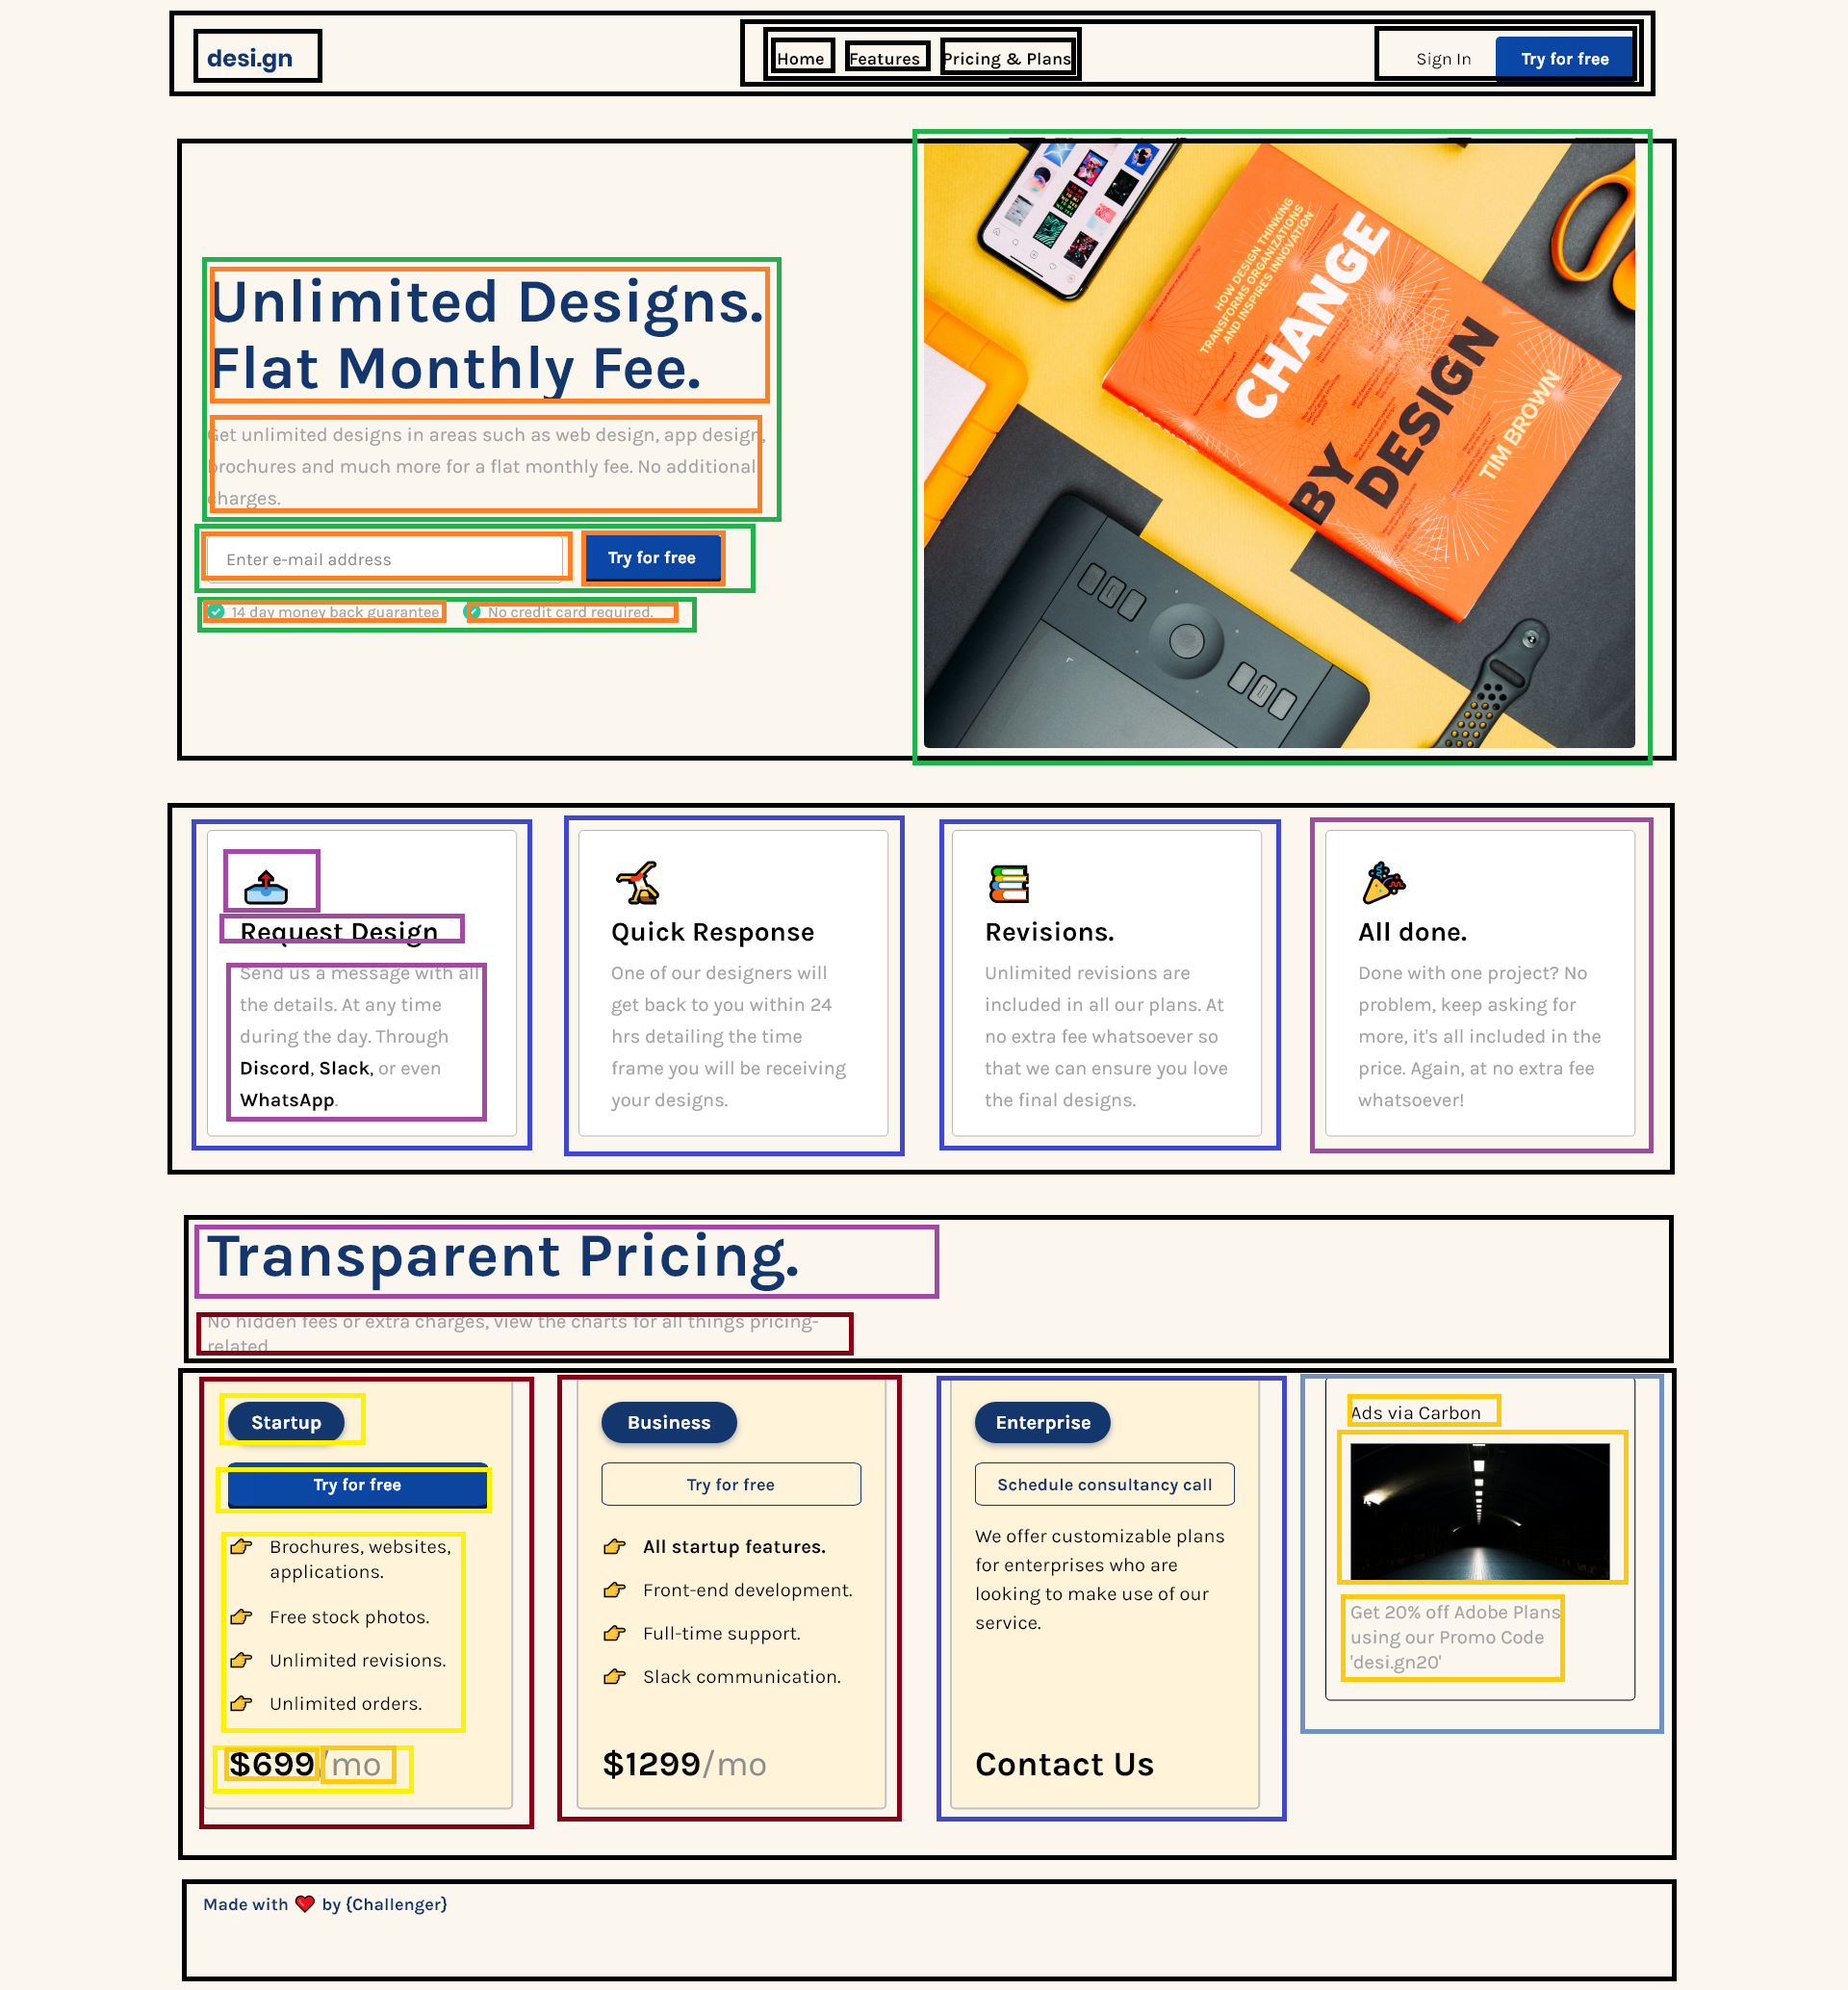 desi.gn
Home
Features
Pricing & Plans
Sign In
Try for free
Unlimited Designs.
Flat Monthly Fee.
Get unlimited designs in areas such as web design, app design,
brochures and much more for a flat monthly fee. No additional
charges.
Enter e-mail address
Try for free
14 day money back guarantee
No credit card required.
HOW DESIGN THINKING
TRANSFORMS ORGANIZATIONS
AND INSPIRES INNOVATION
CHANGE
BY
DESIGN
TIM BROWN
Request Design
Send us a message with all
the details. At any time
during the day. Through
Discord, Slack, or even
WhatsApp.
Quick Response
One of our designers will
get back to you within 24
hrs detailing the time
frame you will be receiving
your designs.
Revisions.
Unlimited revisions are
included in all our plans. At
no extra fee whatsoever so
that we can ensure you love
the final designs.
All done.
Done with one project? No
problem, keep asking for
more, it's all included in the
price. Again, at no extra fee
whatsoever!
Transparent Pricing.
No hidden fees or extra charges, view the charts for all things pricing-
related
Startup
Try for free
Brochures, websites,
applications.
Free stock photos.
Unlimited revisions.
Unlimited orders.
$699/mo
Business
Try for free
All startup features.
Front-end development.
Full-time support.
Slack communication.
$1299/mo
Enterprise
Schedule consultancy call
We offer customizable plans
for enterprises who are
looking to make use of our
service.
Contact Us
Ads via Carbon
Get 20% off Adobe Plans
using our Promo Code
'desi.gn20'
Made with ❤ by {Challenger}